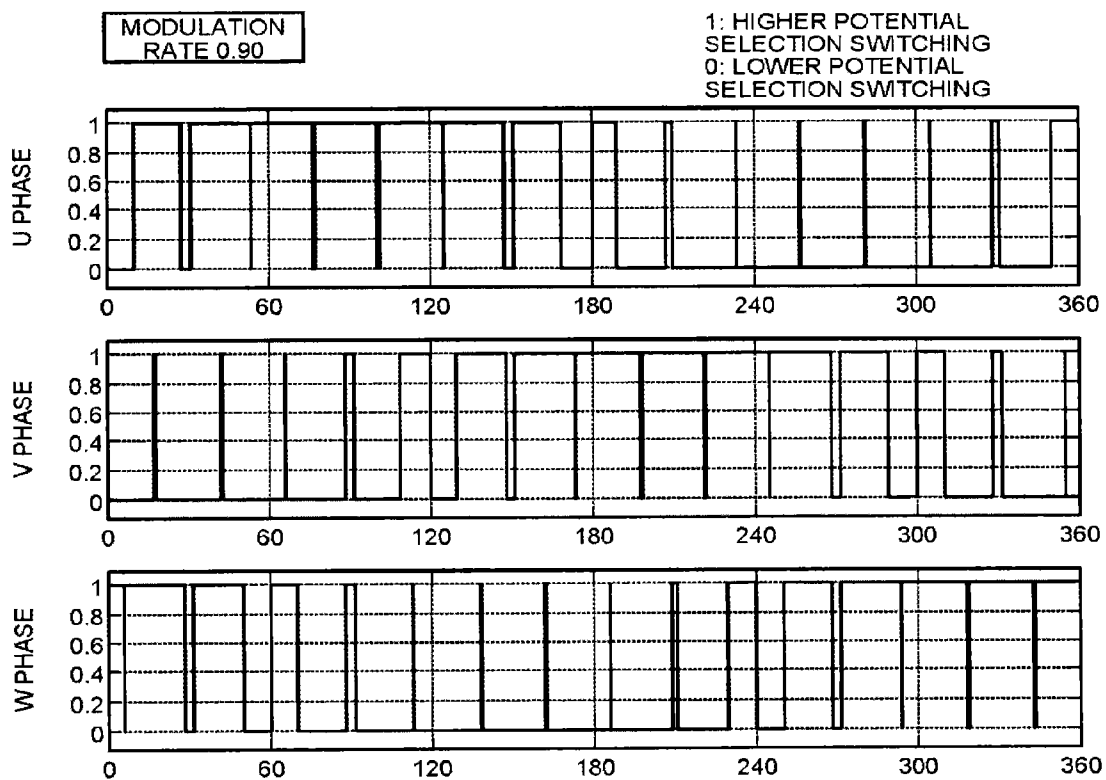 MODULATION
RATE 0.90
1: HIGHER POTENTIAL
SELECTION SWITCHING
0: LOWER POTENTIAL
SELECTION SWITCHING
U PHASE
1
0.8
0.6
0.4
0.2
0
0 60 120 180 240 300 360
V PHASE
1
0.8
0.6
0.4
0.2
0
0 60 120 180 240 300 360
W PHASE
1
0.8
0.6
0.4
0.2
0
0 60 120 180 240 300 360